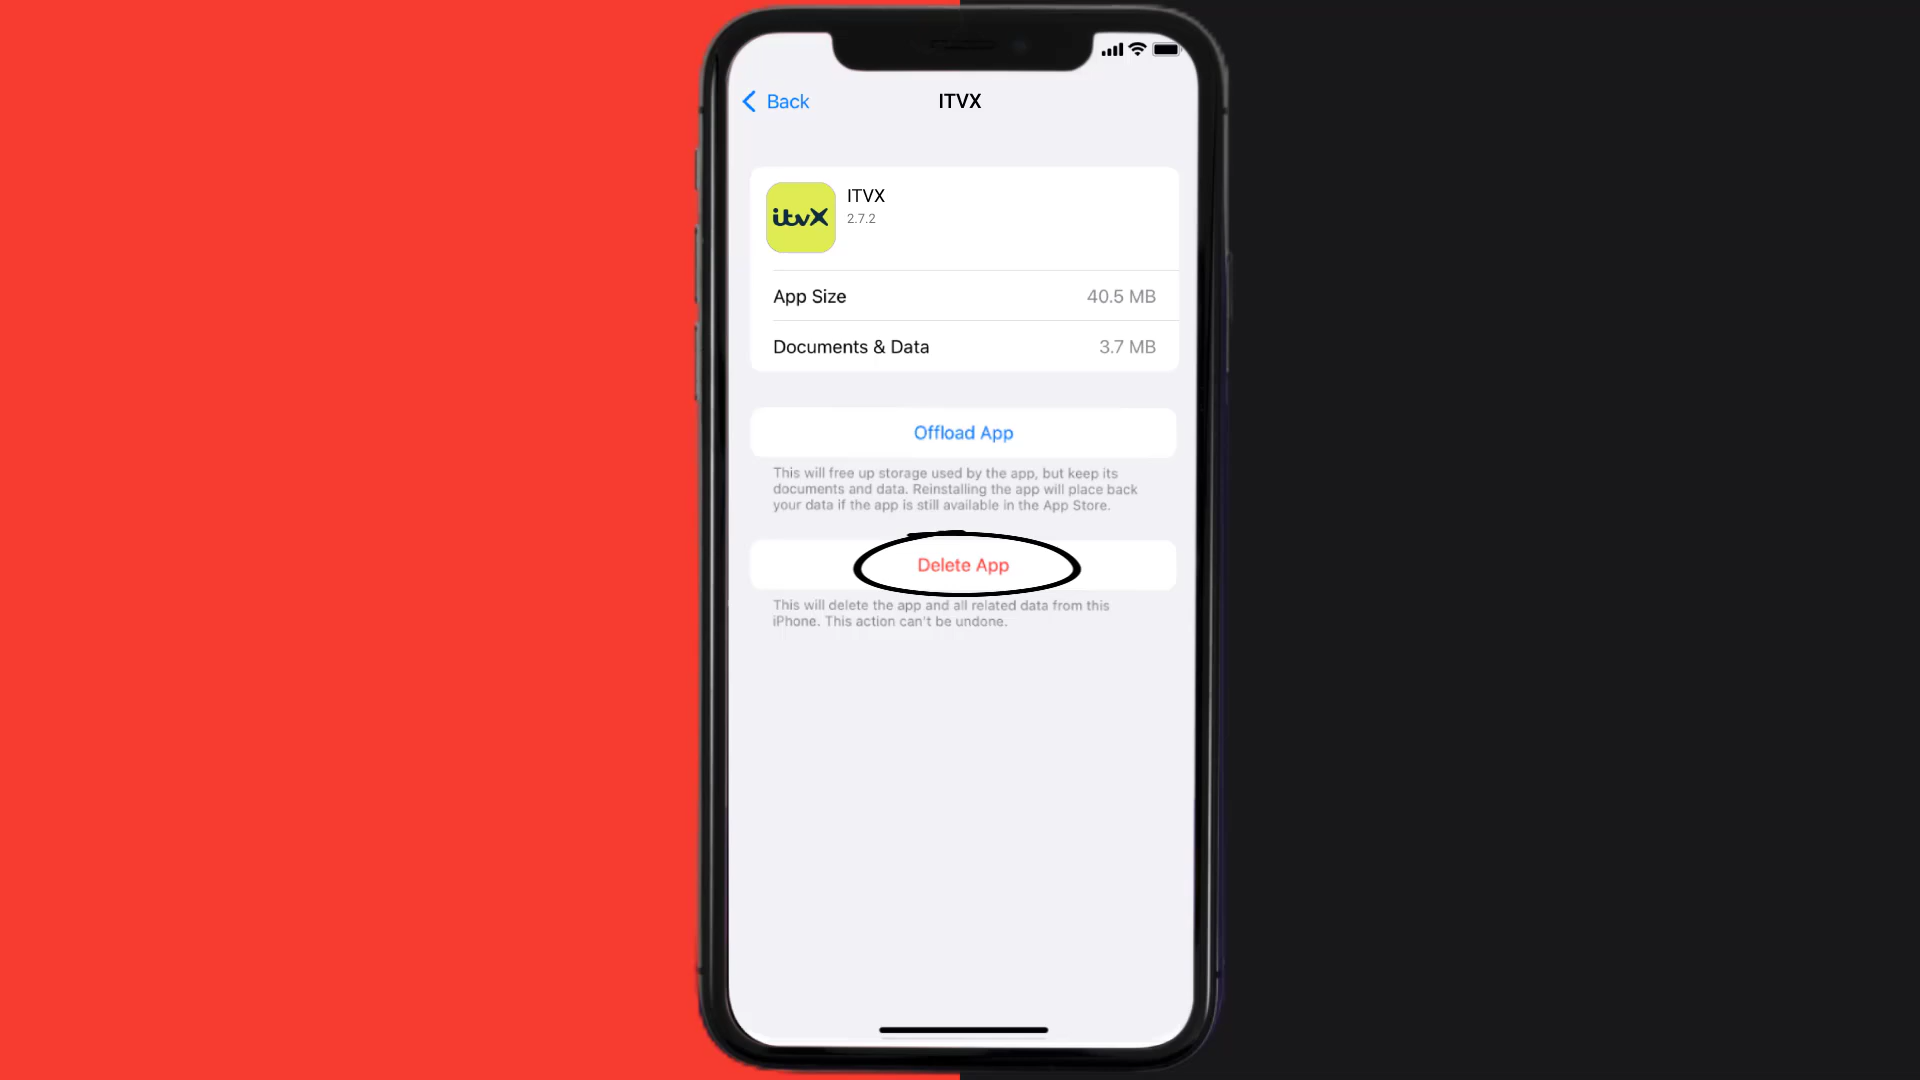 Back
ITVX
itvX
ITVX
2.7.2
App Size
40.5 MB
Documents & Data
3.7 MB
Offload App
This will free up storage used by the app, but keep its
documents and data. Reinstalling the app will place back
your data if the app is still available in the App Store.
Delete App
This will delete the app and all related data from this
iPhone. This action can't be undone.